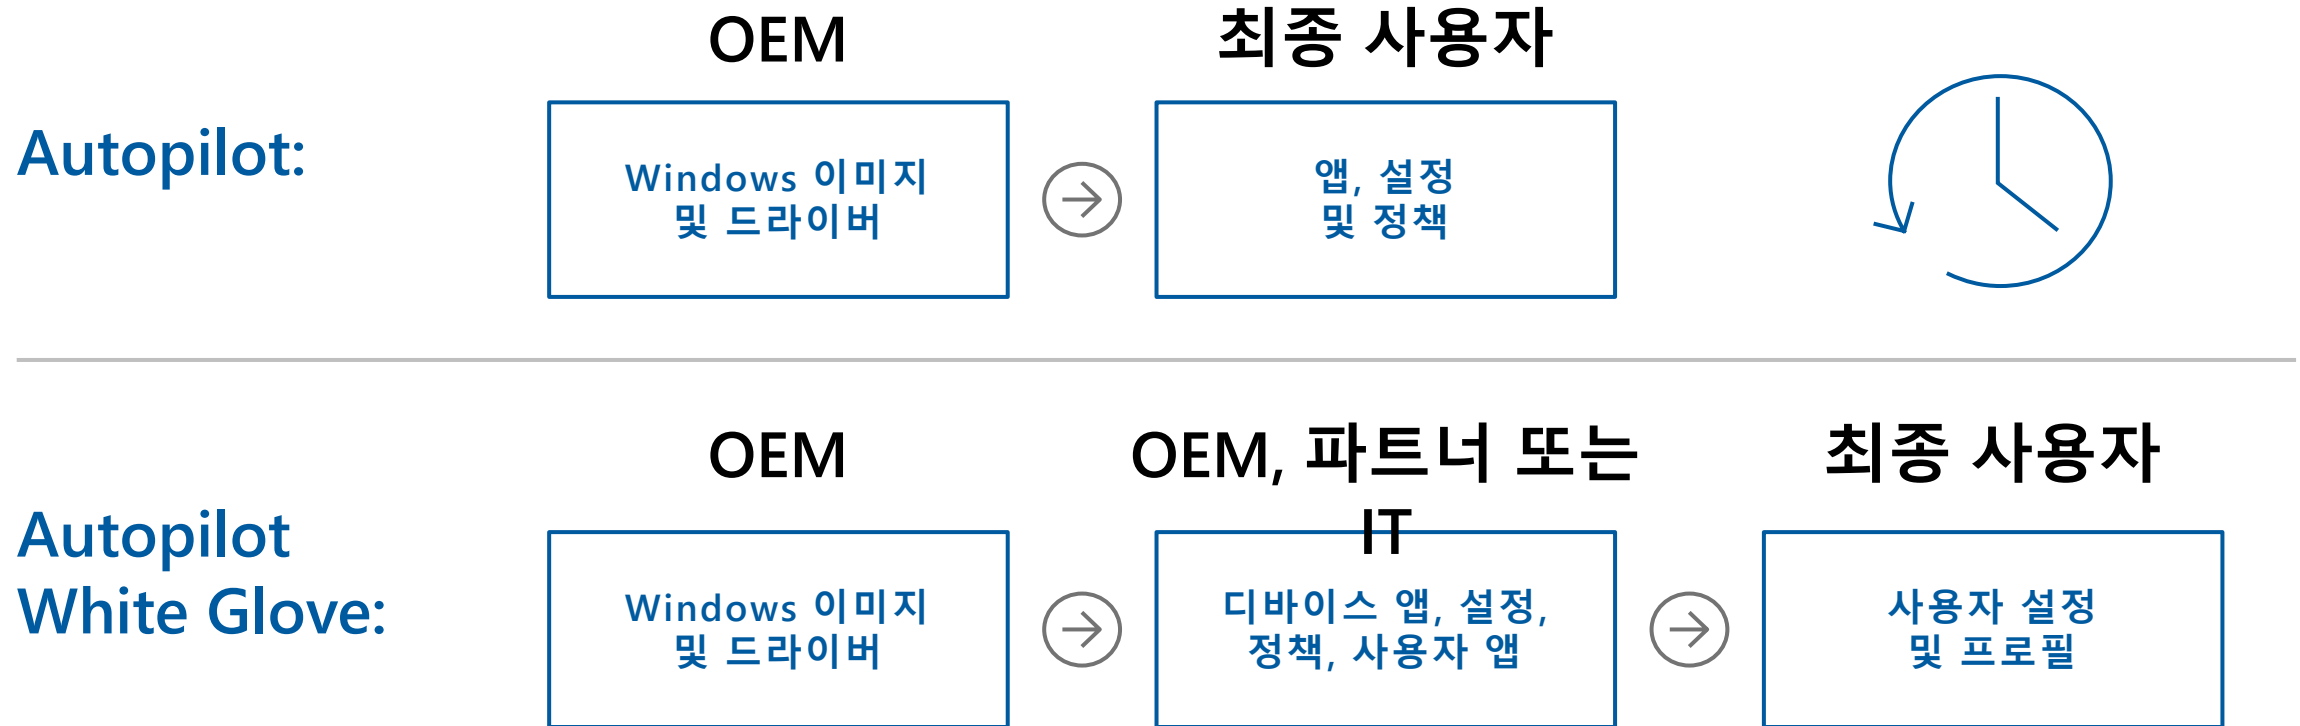 OEM
최종 사용자
Autopilot:
Windows 이미지
및 드라이버
앱, 설정
및 정책
OEM
OEM, 파트너 또는
IT
최종 사용자
Autopilot
White Glove:
Windows 이미지
및 드라이버
디바이스 앱, 설정,
정책, 사용자 앱
사용자 설정
및 프로필